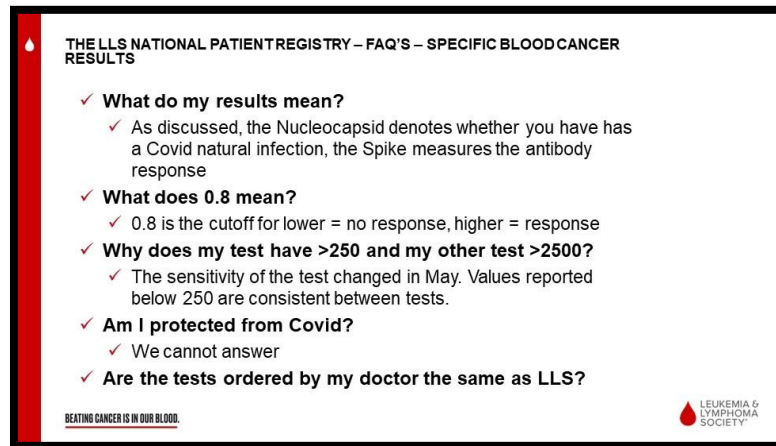 THE LLS NATIONAL PATIENT REGISTRY – FAQ'S – SPECIFIC BLOOD CANCER
RESULTS
✓ What do my results mean?
✓ As discussed, the Nucleocapsid denotes whether you have has
a Covid natural infection, the Spike measures the antibody
response
✓ What does 0.8 mean?
✓ 0.8 is the cutoff for lower = no response, higher = response
✓ Why does my test have >250 and my other test >2500?
✓ The sensitivity of the test changed in May. Values reported
below 250 are consistent between tests.
✓ Am I protected from Covid?
✓ We cannot answer
✓ Are the tests ordered by my doctor the same as LLS?
BEATING CANCER IS IN OUR BLOOD.
LEUKEMIA &
LYMPHOMA
SOCIETY